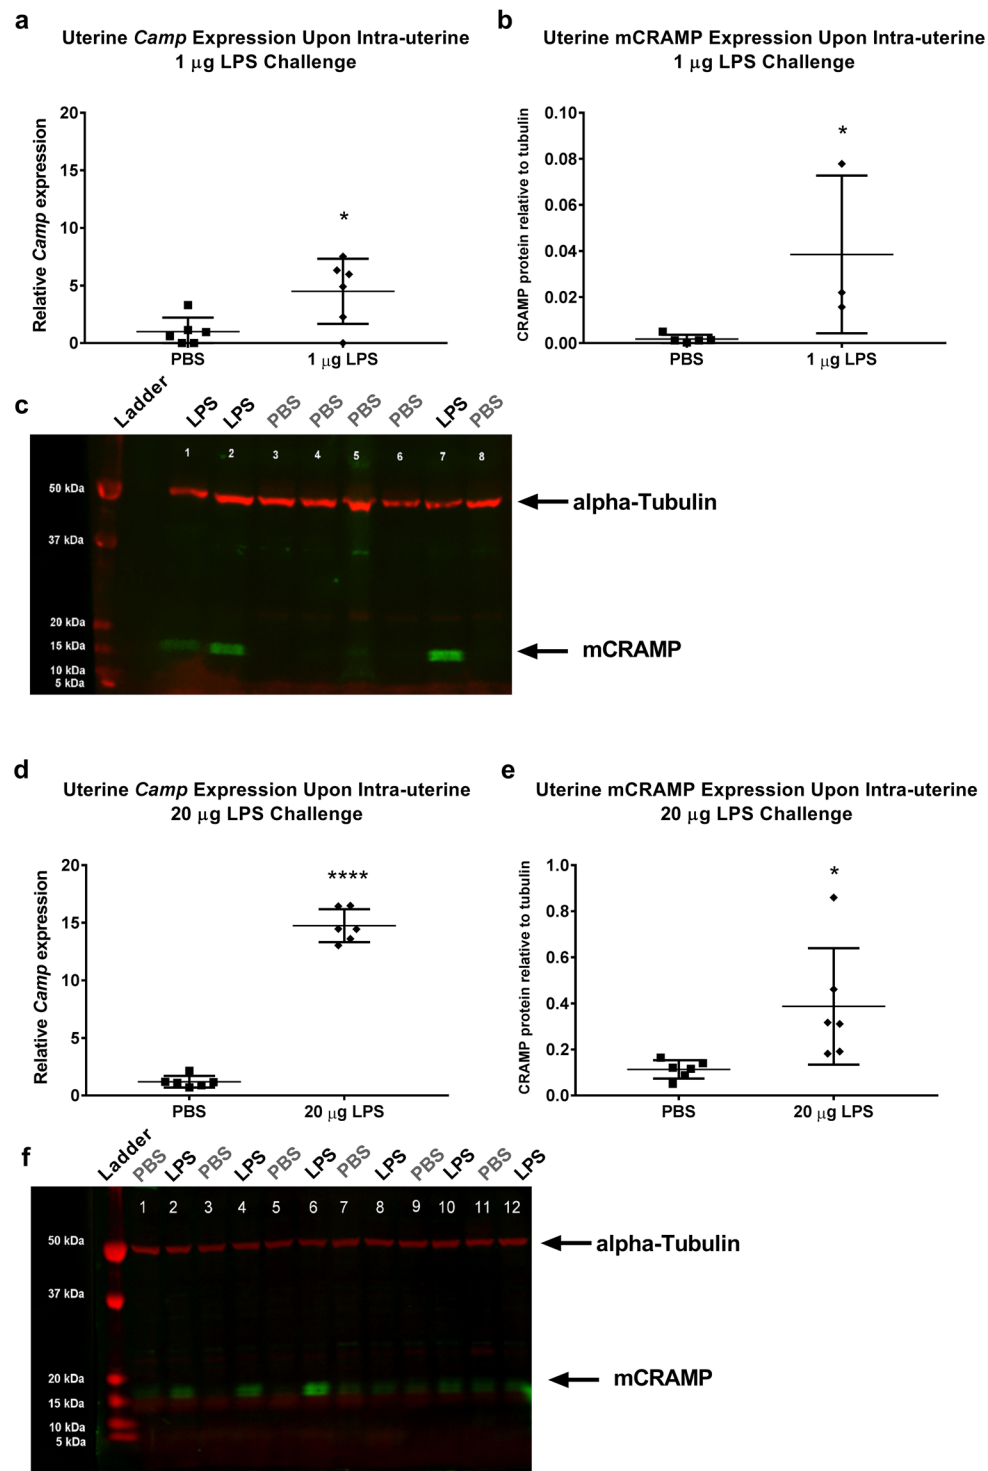 a
Uterine Camp Expression Upon Intra-uterine
1 μg LPS Challenge
Relative Camp expression
20
15
10
5
0
*
PBS
1 μg LPS
b
Uterine mCRAMP Expression Upon Intra-uterine
1 μg LPS Challenge
CRAMP protein relative to tubulin
0.10
0.08
0.06
0.04
0.02
0.00
*
PBS
1 μg LPS
c
Ladder LPS LPS PBS PBS PBS PBS LPS PBS
1 2 3 4 5 6 7 8
50 kDa
37 kDa
20 kDa
15 kDa
10 kDa
5 kDa
alpha-Tubulin
mCRAMP
d
Uterine Camp Expression Upon Intra-uterine
20 μg LPS Challenge
Relative Camp expression
20
15
10
5
0
****
PBS
20 μg LPS
e
Uterine mCRAMP Expression Upon Intra-uterine
20 μg LPS Challenge
CRAMP protein relative to tubulin
1.0
0.8
0.6
0.4
0.2
0.0
*
PBS
20 μg LPS
f
Ladder PBS LPS PBS LPS PBS LPS PBS LPS PBS LPS PBS LPS
1 2 3 4 5 6 7 8 9 10 11 12
50 kDa
37 kDa
20 kDa
15 kDa
10 kDa
5 kDa
alpha-Tubulin
mCRAMP